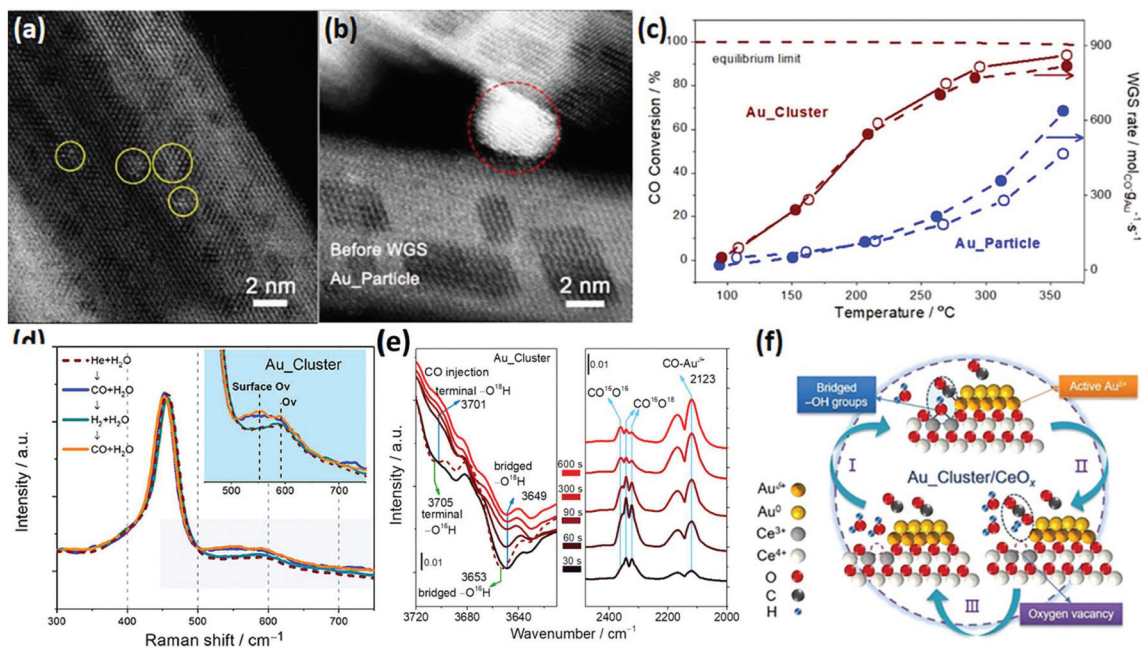 (a)
2 nm
(b)
Before WGS
Au_Particle
2 nm
(c)
100
80
60
40
20
0
CO Conversion / %
equilibrium limit
Au_Cluster
Au_Particle
900
600
300
0
WGS rate / molCO·gAu⁻¹·s⁻¹
100 150 200 250 300 350
Temperature / °C
(d)
Intensity / a.u.
He+H₂O
↓
CO+H₂O
↓
H₂+H₂O
↓
CO+H₂O
Au_Cluster
Surface Ov
Ov
500 600 700
300 400 500 600 700
Raman shift / cm⁻¹
(e)
Intensity / a.u.
Au_Cluster
CO injection
terminal –O¹⁸H
3701
bridged
–O¹⁸H
3649
3705
terminal
–O¹⁶H
0.01
3653
bridged –O¹⁶H
3720 3680 3640
600 s
300 s
90 s
60 s
30 s
0.01
CO-Auᵟ⁺
2123
CO¹⁶O¹⁶
CO¹⁶O¹⁸
2400 2200 2000
Wavenumber / cm⁻¹
(f)
Bridged
–OH groups
Active Auᵟ⁺
I
II
Au_Cluster/CeOₓ
III
Auᵟ⁺
Au⁰
Ce³⁺
Ce⁴⁺
O
C
H
Oxygen vacancy